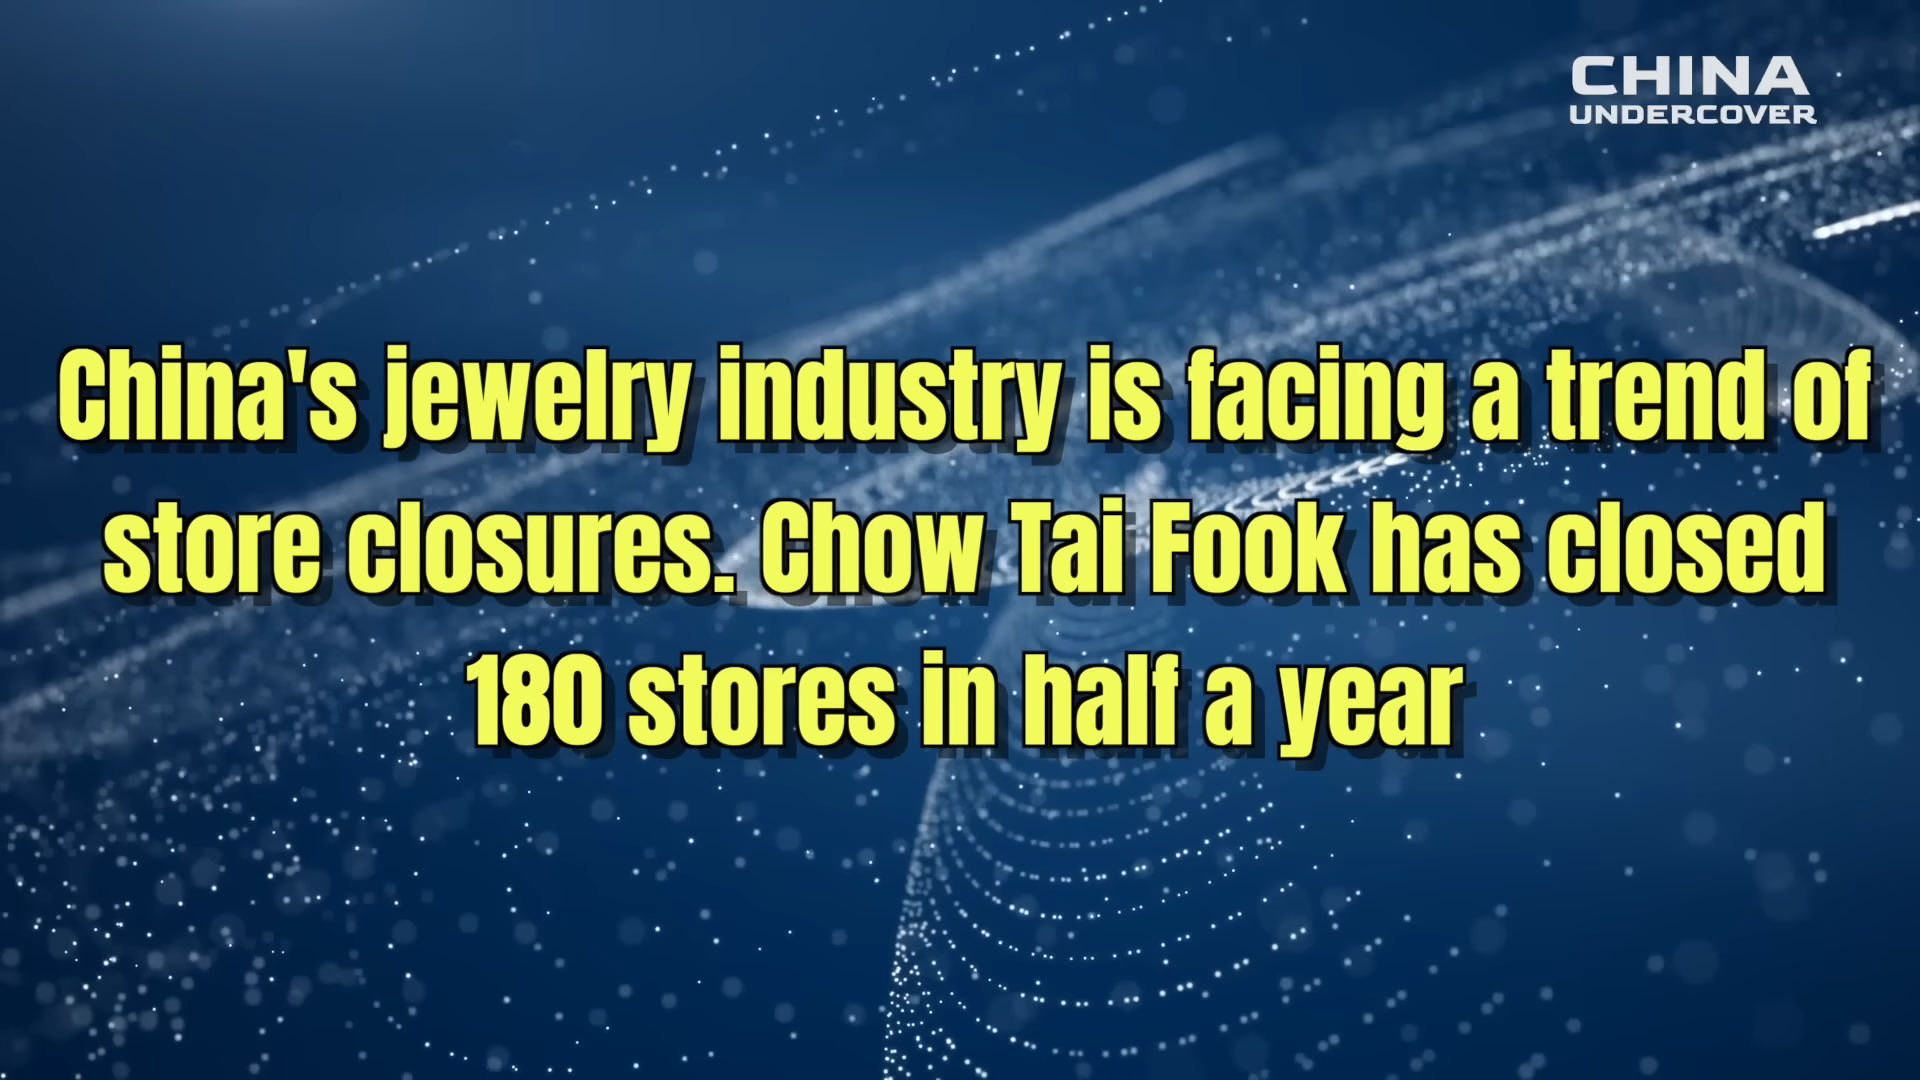 CHINA
UNDERCOVER
China's jewelry industry is facing a trend of
store closures. Chow Tai Fook has closed
180 stores in half a year